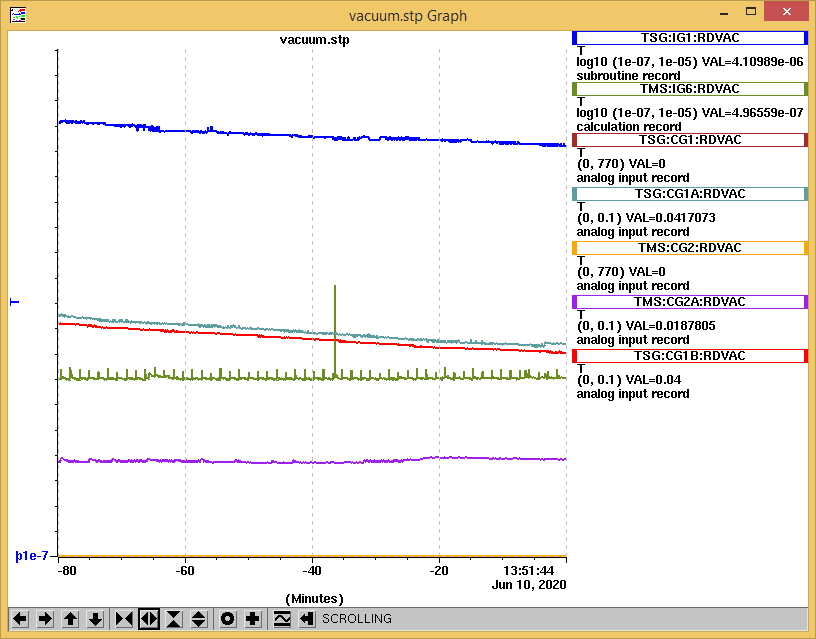 vacuum.stp Graph
vacuum.stp
TSG:IG1:RDVAC
T
log10 (1e-07, 1e-05) VAL=4.10989e-06
subroutine record
TMS:IG6:RDVAC
T
log10 (1e-07, 1e-05) VAL=4.96559e-07
calculation record
TSG:CG1:RDVAC
T
(0, 770) VAL=0
analog input record
TSG:CG1A:RDVAC
T
(0, 0.1) VAL=0.0417073
analog input record
TMS:CG2:RDVAC
T
(0, 770) VAL=0
analog input record
TMS:CG2A:RDVAC
T
(0, 0.1) VAL=0.0187805
analog input record
TSG:CG1B:RDVAC
T
(0, 0.1) VAL=0.04
analog input record
T
1e-7
-80
-60
-40
-20
13:51:44
Jun 10, 2020
(Minutes)
SCROLLING